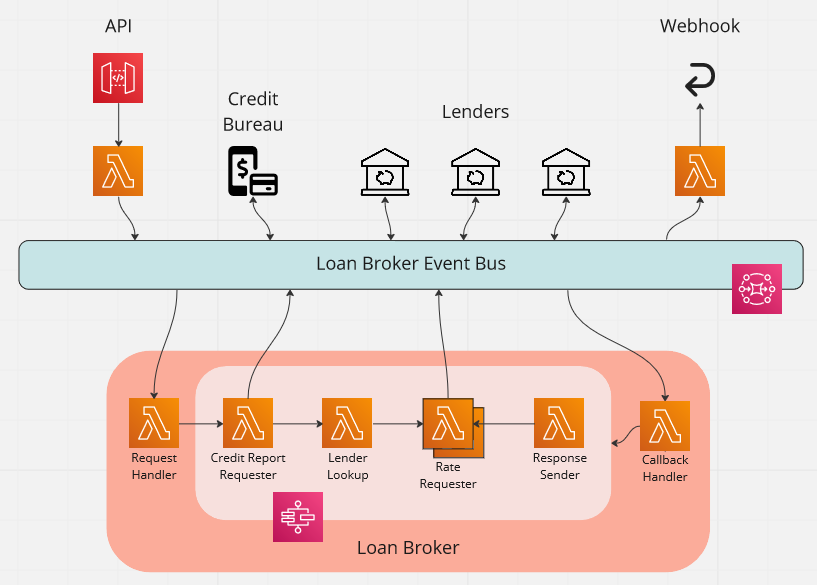 API
Webhook
Credit
Bureau
Lenders
Loan Broker Event Bus
Request
Handler
Credit Report
Requester
Lender
Lookup
Rate
Requester
Response
Sender
Callback
Handler
Loan Broker